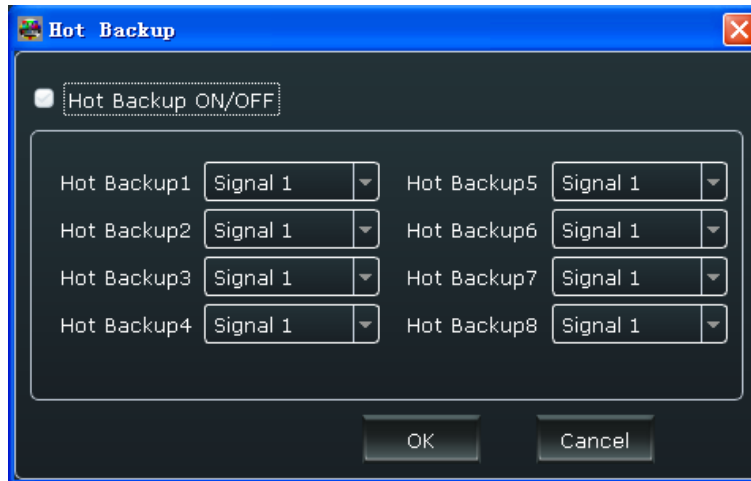 Hot Backup
Hot Backup ON/OFF
Hot Backup1 Signal 1 Hot Backup5 Signal 1
Hot Backup2 Signal 1 Hot Backup6 Signal 1
Hot Backup3 Signal 1 Hot Backup7 Signal 1
Hot Backup4 Signal 1 Hot Backup8 Signal 1
OK Cancel